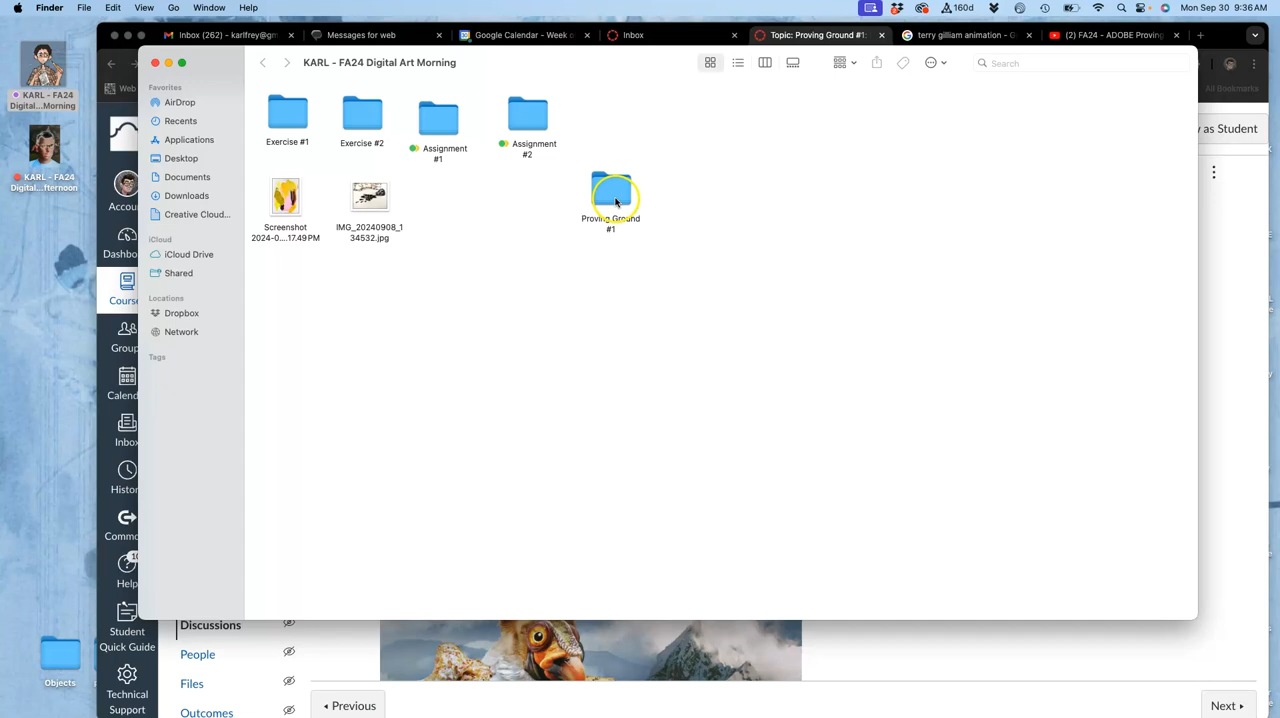 Finder File Edit View Go Window Help
160d
Mon Sep 30 9:36 AM
Inbox (262) - karlfrey@gm
Messages for web
Google Calendar - Week o
Inbox
Topic: Proving Ground #1:
terry gilliam animation - G
(2) FA24 - ADOBE Proving
KARL - FA24
Digital...Morning
KARL - FA24
Digital...fternoon
Objects
Web
All Bookmarks
KARL - FA24 Digital Art Morning
Search
Favorites
AirDrop
Recents
Applications
Desktop
Documents
Downloads
Creative Cloud...
iCloud
iCloud Drive
Shared
Locations
Dropbox
Network
Tags
Exercise #1
Exercise #2
Assignment
#1
Assignment
#2
Screenshot
2024-0....17.49 PM
IMG_20240908_1
34532.jpg
Proving Ground
#1
y as Student
Accou
Dashbo
Course
Group
Calend
Inbo
Histor
Commo
10
Help
Student
Quick Guide
Technical
Support
Discussions
People
Files
Outcomes
Previous
Next